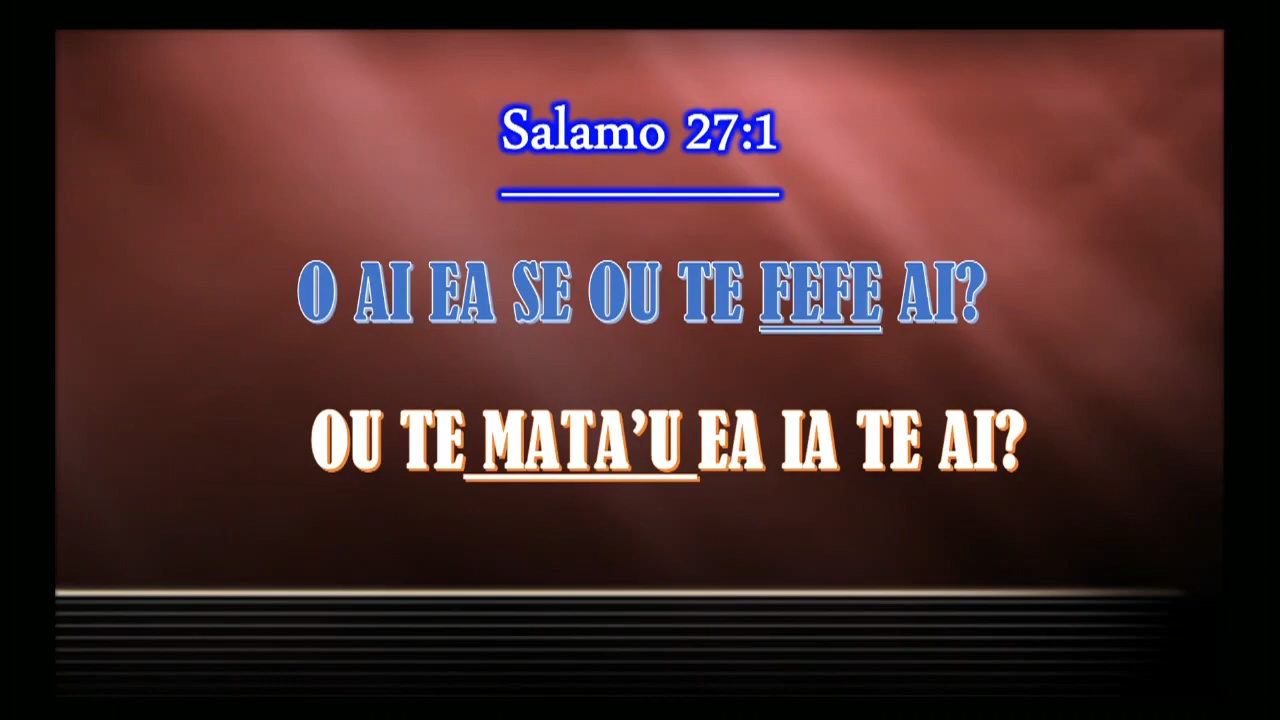 Salamo 27:1
O AI EA SE OU TE FEFE AI?
OU TE MATA’U EA IA TE AI?